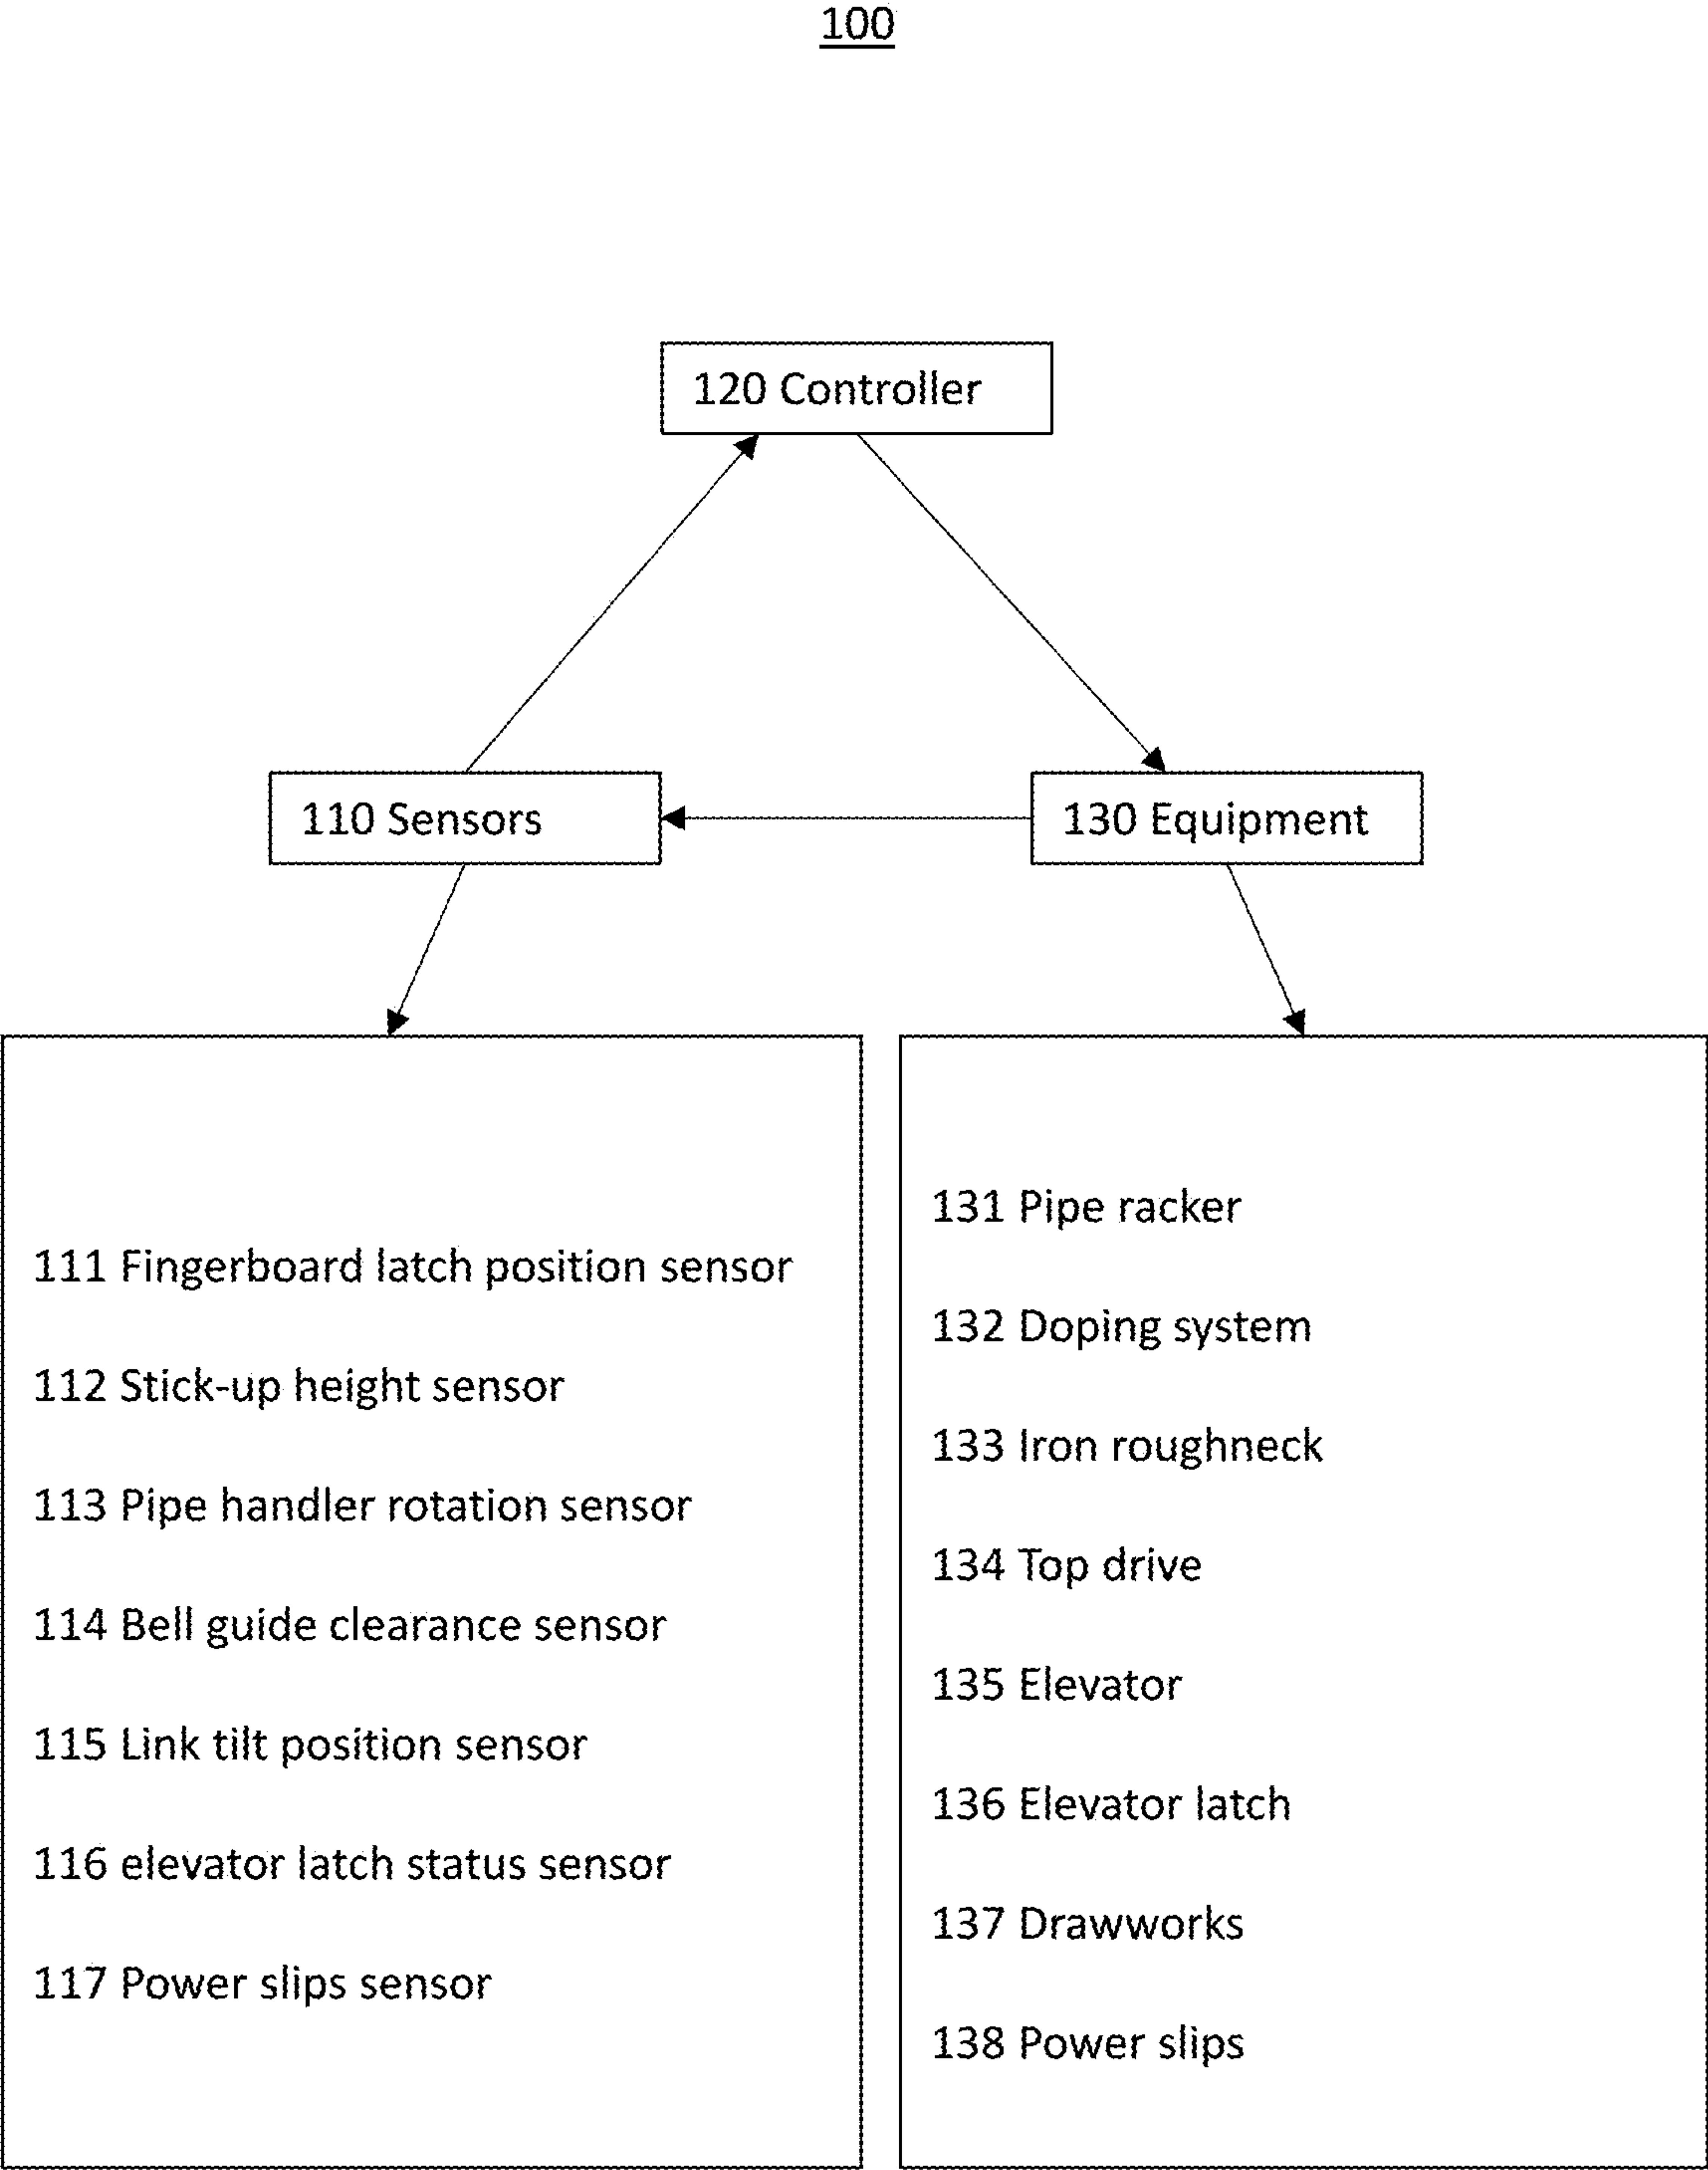 100
120 Controller
110 Sensors
130 Equipment
111 Fingerboard latch position sensor
112 Stick-up height sensor
113 Pipe handler rotation sensor
114 Bell guide clearance sensor
115 Link tilt position sensor
116 elevator latch status sensor
117 Power slips sensor
131 Pipe racker
132 Doping system
133 Iron roughneck
134 Top drive
135 Elevator
136 Elevator latch
137 Drawworks
138 Power slips